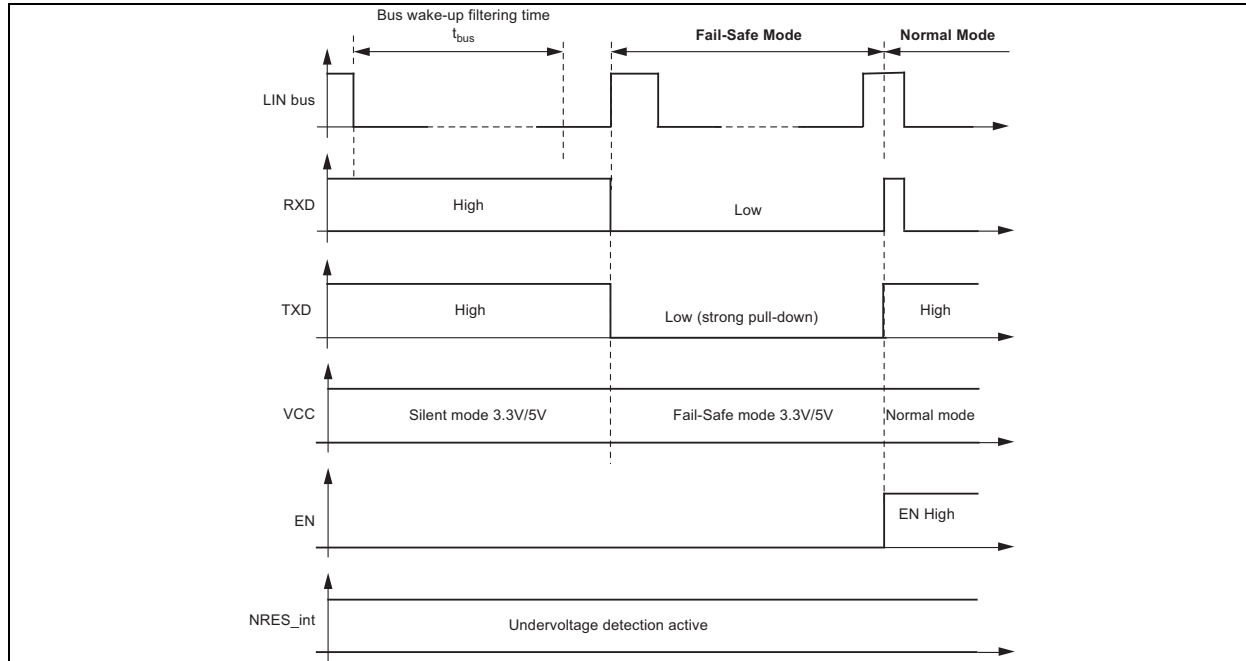 Bus wake-up filtering time
tbus
Fail-Safe Mode
Normal Mode
LIN bus
RXD
High
Low
TXD
High
Low (strong pull-down)
High
VCC
Silent mode 3.3V/5V
Fail-Safe mode 3.3V/5V
Normal mode
EN
EN High
NRES_int
Undervoltage detection active